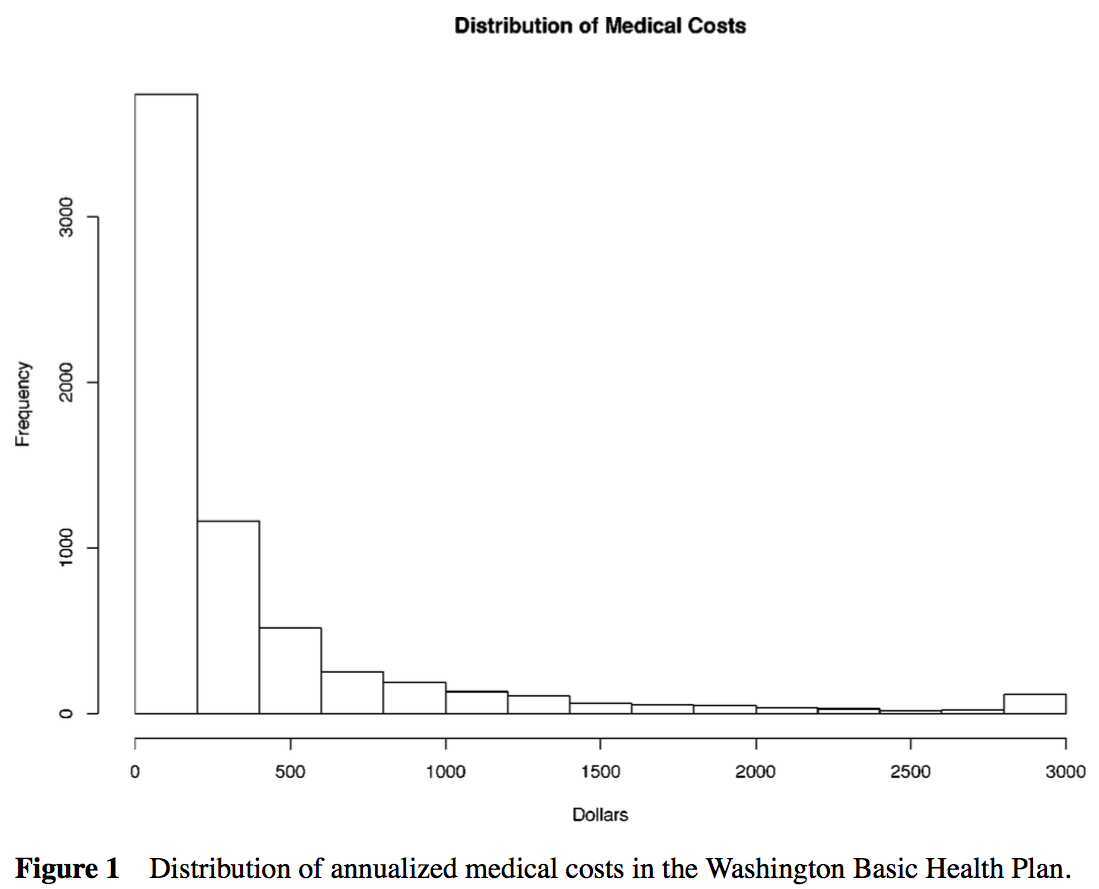 Distribution of Medical Costs
Frequency
3000
2000
1000
0
0 500 1000 1500 2000 2500 3000
Dollars
Figure 1 Distribution of annualized medical costs in the Washington Basic Health Plan.